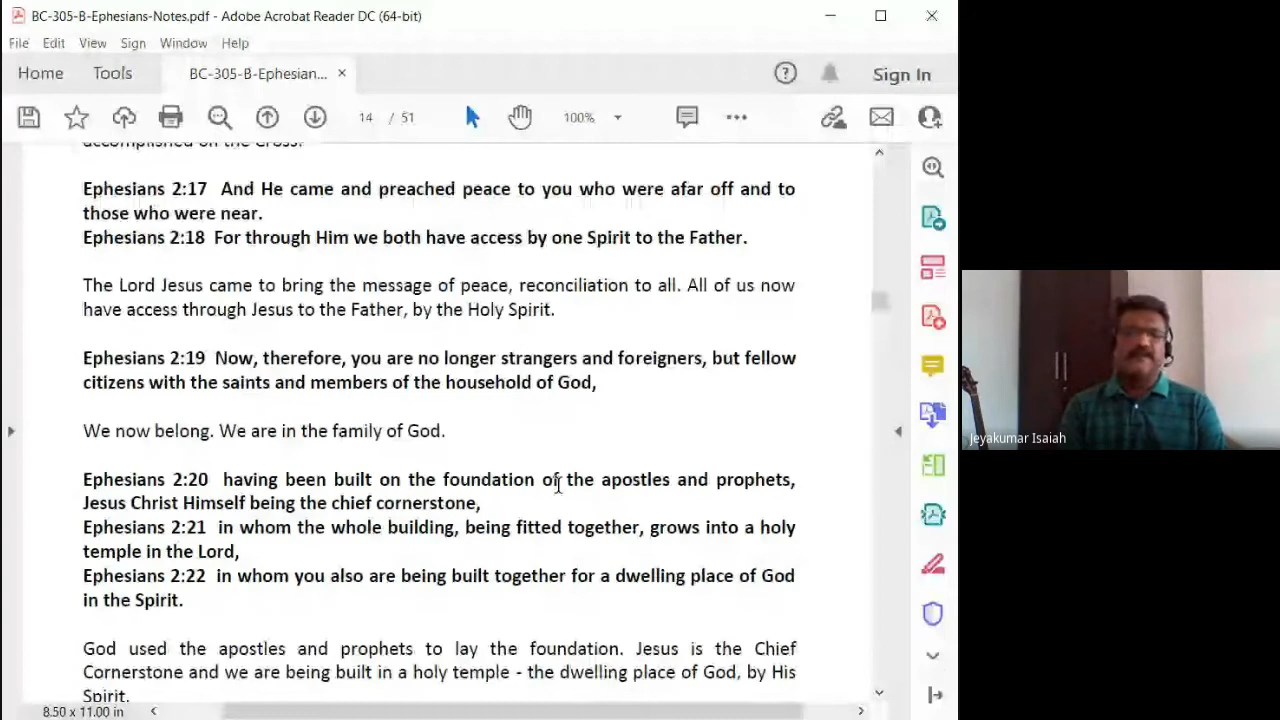 BC-305-B-Ephesians-Notes.pdf - Adobe Acrobat Reader DC (64-bit)
File Edit View Sign Window Help
Home Tools BC-305-B-Ephesian... × Sign In
14 / 51 100%
accomplished on the Cross.
Ephesians 2:17 And He came and preached peace to you who were afar off and to
those who were near.
Ephesians 2:18 For through Him we both have access by one Spirit to the Father.
The Lord Jesus came to bring the message of peace, reconciliation to all. All of us now
have access through Jesus to the Father, by the Holy Spirit.
Ephesians 2:19 Now, therefore, you are no longer strangers and foreigners, but fellow
citizens with the saints and members of the household of God,
We now belong. We are in the family of God.
Ephesians 2:20 having been built on the foundation of the apostles and prophets,
Jesus Christ Himself being the chief cornerstone,
Ephesians 2:21 in whom the whole building, being fitted together, grows into a holy
temple in the Lord,
Ephesians 2:22 in whom you also are being built together for a dwelling place of God
in the Spirit.
God used the apostles and prophets to lay the foundation. Jesus is the Chief
Cornerstone and we are being built in a holy temple - the dwelling place of God, by His
Spirit.
8.50 x 11.00 in
Jeyakumar Isaiah